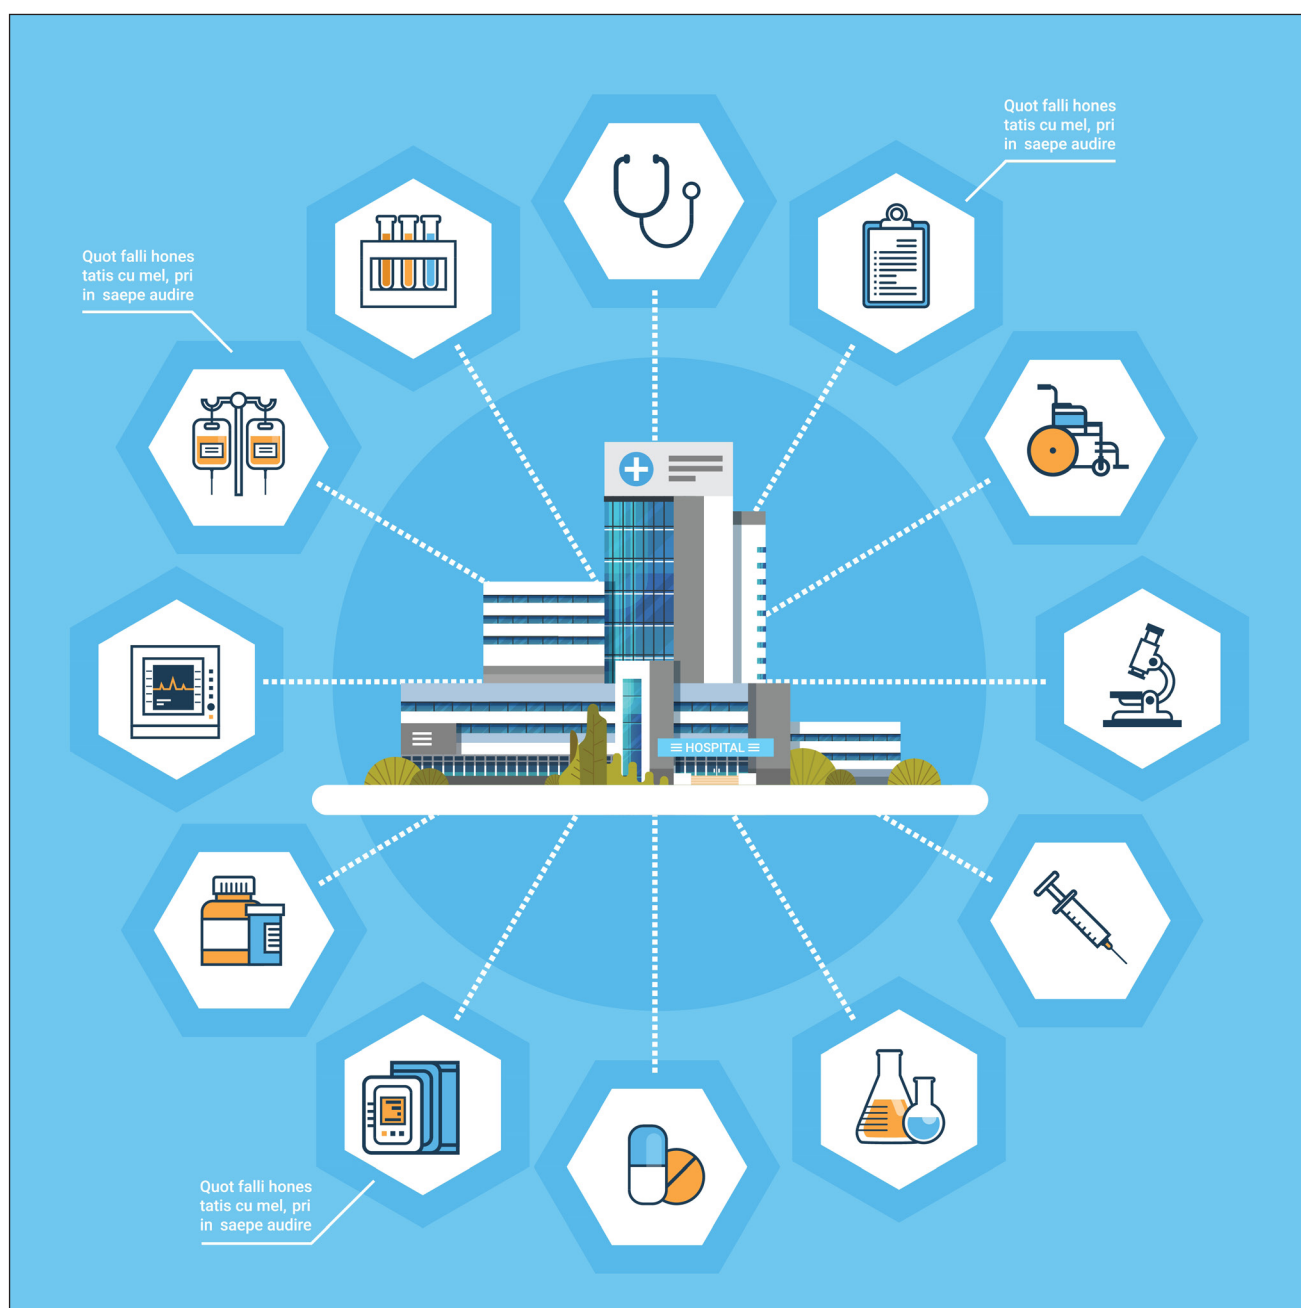 Quot falli hones
tatis cu mel, pri
in saepe audire
Quot falli hones
tatis cu mel, pri
in saepe audire
HOSPITAL
Quot falli hones
tatis cu mel, pri
in saepe audire